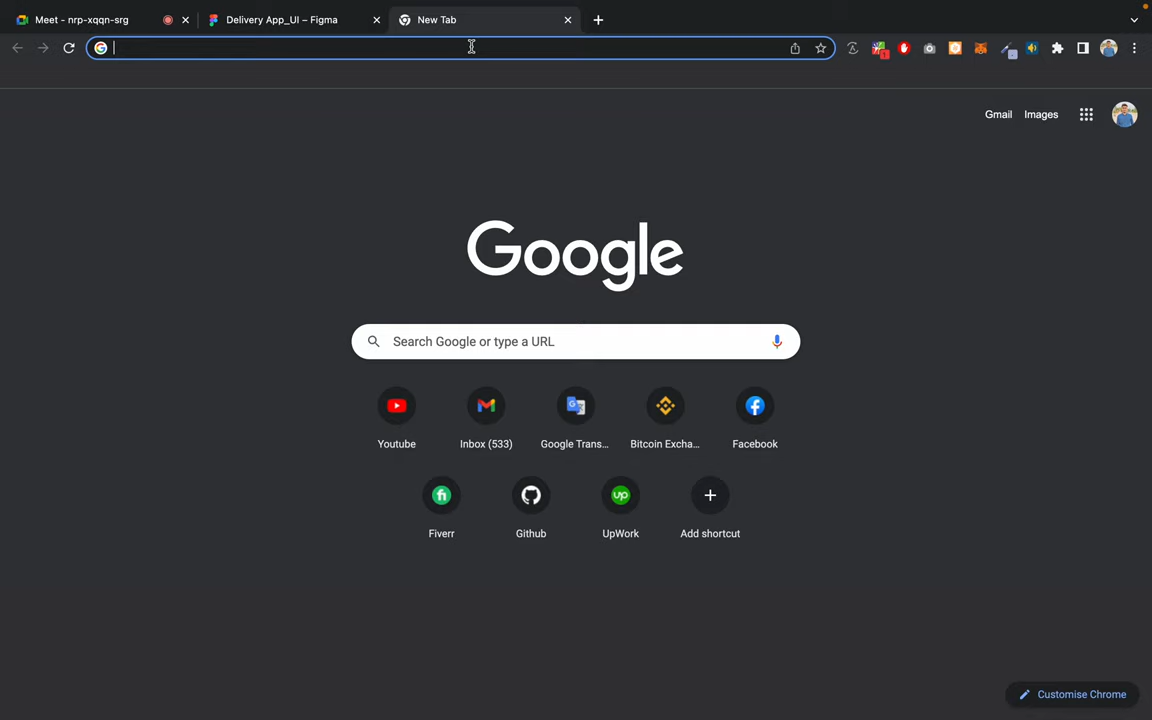 Meet - nrp-xqqn-srg
Delivery App_UI – Figma
New Tab
Gmail
Images
Google
Search Google or type a URL
Youtube
Inbox (533)
Google Trans...
Bitcoin Excha...
Facebook
Fiverr
Github
UpWork
Add shortcut
Customise Chrome